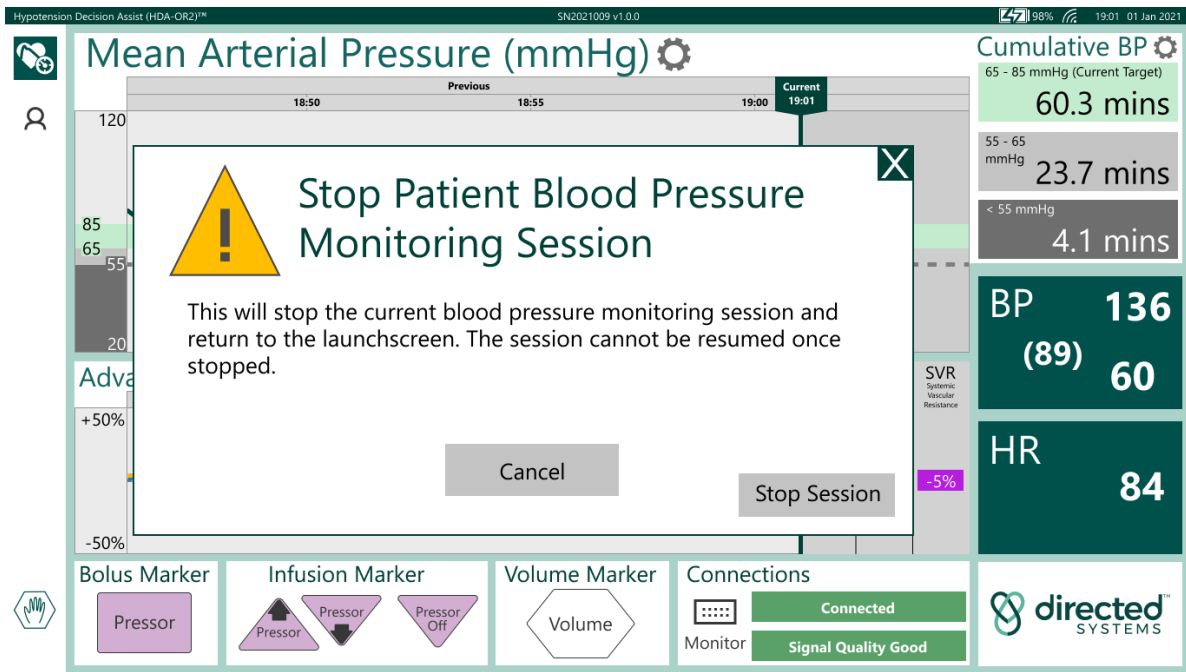 Hypotension Decision Assist (HDA-OR2)™
SN2021009 v1.0.0
98%
19:01 01 Jan 2021
Mean Arterial Pressure (mmHg)
Previous
Current
18:50
18:55
19:00
19:01
120
85
65
55
20
Stop Patient Blood Pressure
Monitoring Session
X
This will stop the current blood pressure monitoring session and
return to the launchscreen. The session cannot be resumed once
stopped.
Cancel
Stop Session
Adva
SVR
Systemic
Vascular
Resistance
+50%
-5%
-50%
Cumulative BP
65 - 85 mmHg (Current Target)
60.3 mins
55 - 65
mmHg
23.7 mins
< 55 mmHg
4.1 mins
BP
136
(89)
60
HR
84
Bolus Marker
Pressor
Infusion Marker
Pressor
Pressor
Pressor
Off
Volume Marker
Volume
Connections
Monitor
Connected
Signal Quality Good
directed™
SYSTEMS